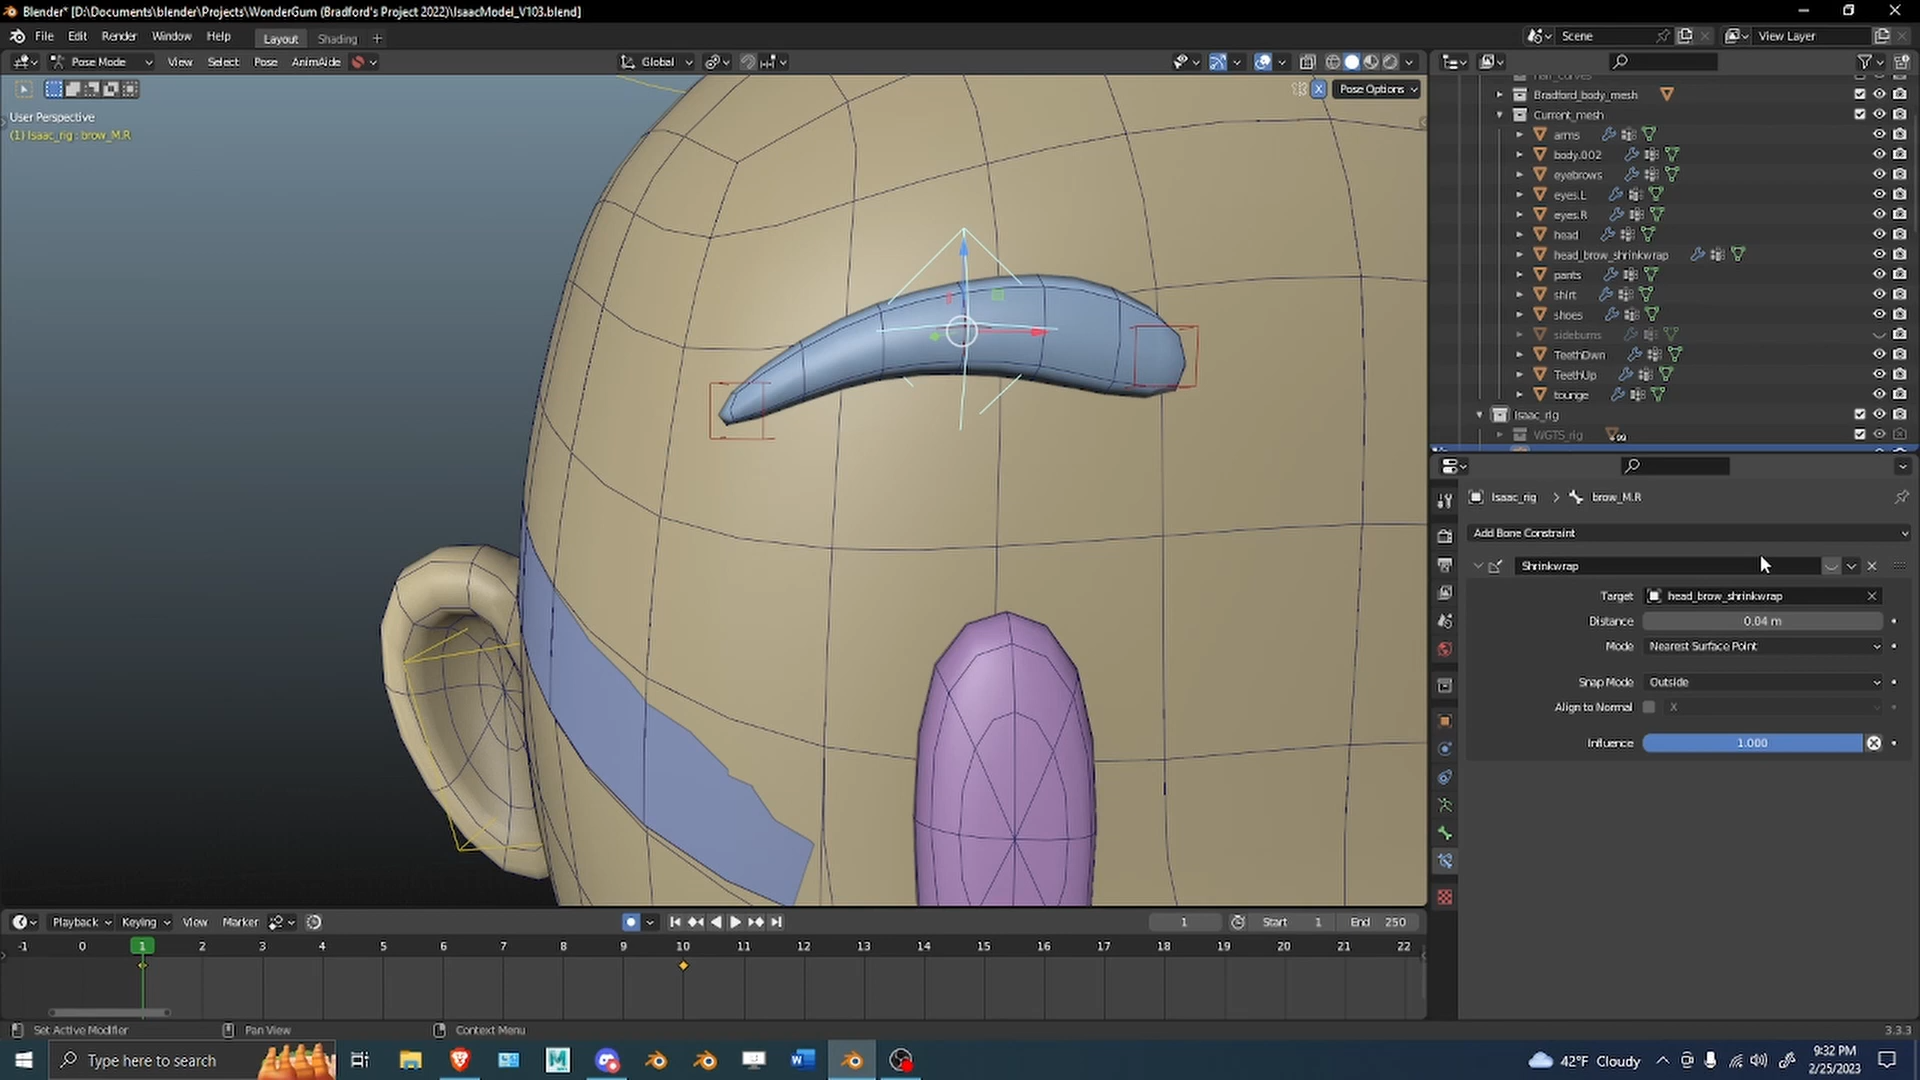 Blender* [D:\Documents\blender\Projects\WonderGum (Bradford's Project 2022)\IsaacModel_V103.blend]
File Edit Render Window Help Layout Shading + Scene View Layer
Pose Mode View Select Pose AnimAide Global
X Pose Options
User Perspective
(1) Isaac_rig : brow_M.R
hair_curves
Bradford_body_mesh
Current_mesh
arms
body.002
eyebrows
eyes.L
eyes.R
head
head_brow_shrinkwrap
pants
shirt
shoes
sideburns
TeethDwn
TeethUp
tounge
Isaac_rig
WGTS_rig
Isaac_rig > brow_M.R
Add Bone Constraint
Shrinkwrap
Target head_brow_shrinkwrap
Distance 0.04 m
Mode Nearest Surface Point
Snap Mode Outside
Align to Normal X
Influence 1.000
Playback Keying View Marker 1 Start 1 End 250
-1 0 1 2 3 4 5 6 7 8 9 10 11 12 13 14 15 16 17 18 19 20 21 22
Set Active Modifier Pan View Context Menu 3.3.3
Type here to search 42°F Cloudy 9:32 PM
2/25/2023